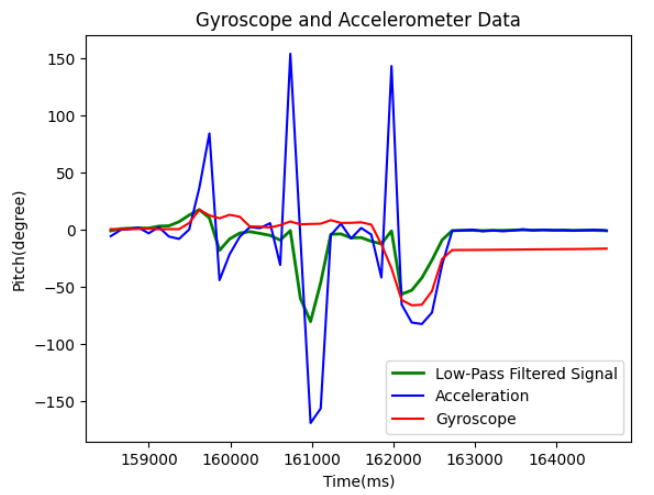 Gyroscope and Accelerometer Data
150
100
50
0
−50
−100
−150
Pitch(degree)
Low-Pass Filtered Signal
Acceleration
Gyroscope
159000 160000 161000 162000 163000 164000
Time(ms)